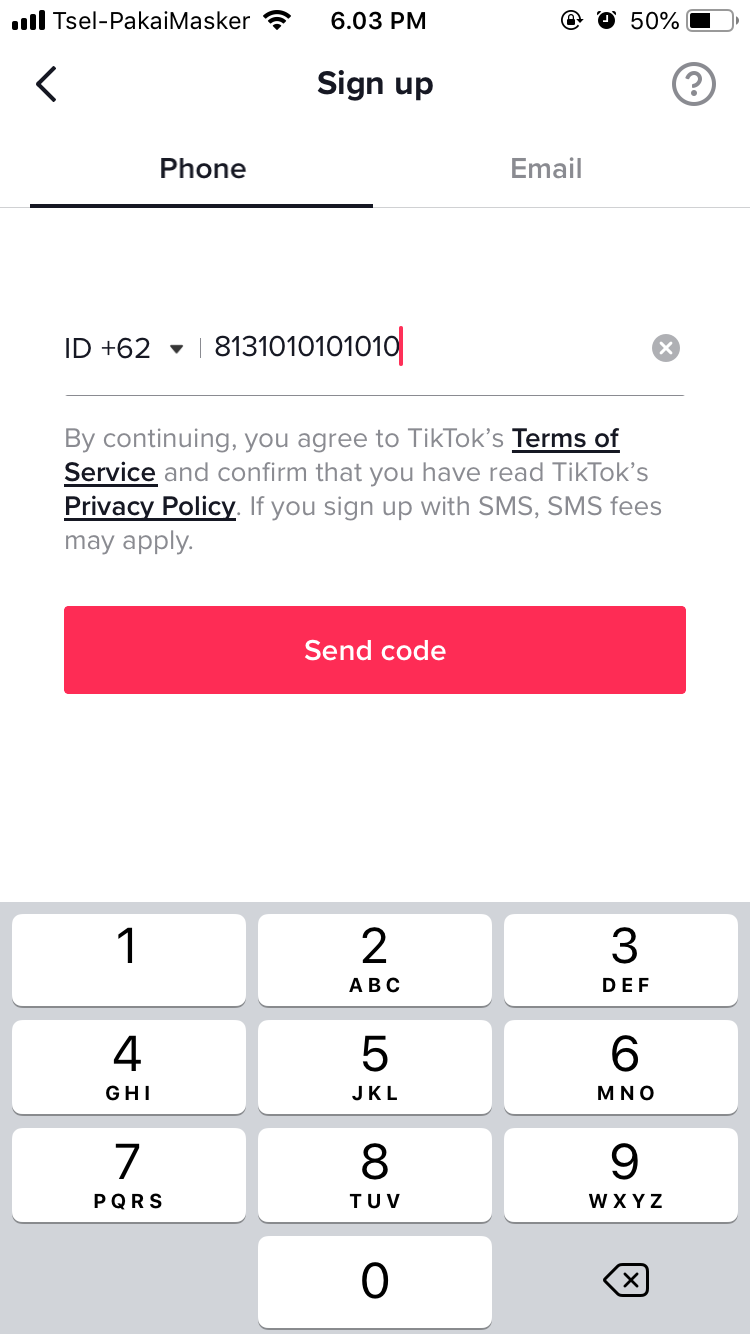 Tsel-PakaiMasker 6.03 PM 50%
Sign up ?
Phone Email
ID +62 8131010101010
By continuing, you agree to TikTok’s Terms of
Service and confirm that you have read TikTok’s
Privacy Policy. If you sign up with SMS, SMS fees
may apply.
Send code
1 2 3
ABC DEF
4 5 6
GHI JKL MNO
7 8 9
PQRS TUV WXYZ
0